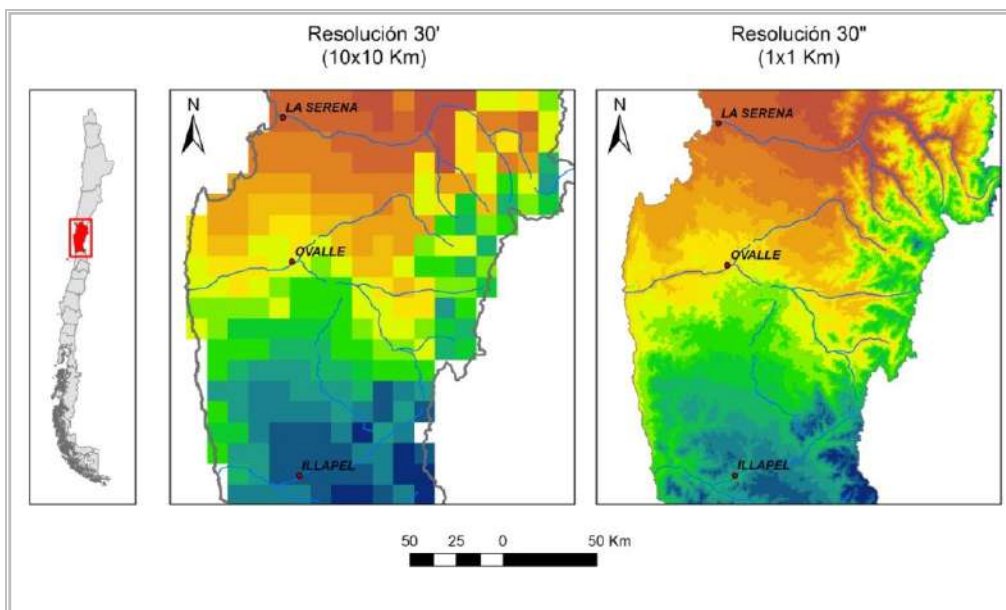 Resolución 30'
(10x10 Km)
Resolución 30"
(1x1 Km)
N
LA SERENA
OVALLE
ILLAPEL
N
LA SERENA
OVALLE
ILLAPEL
50 25 0 50 Km